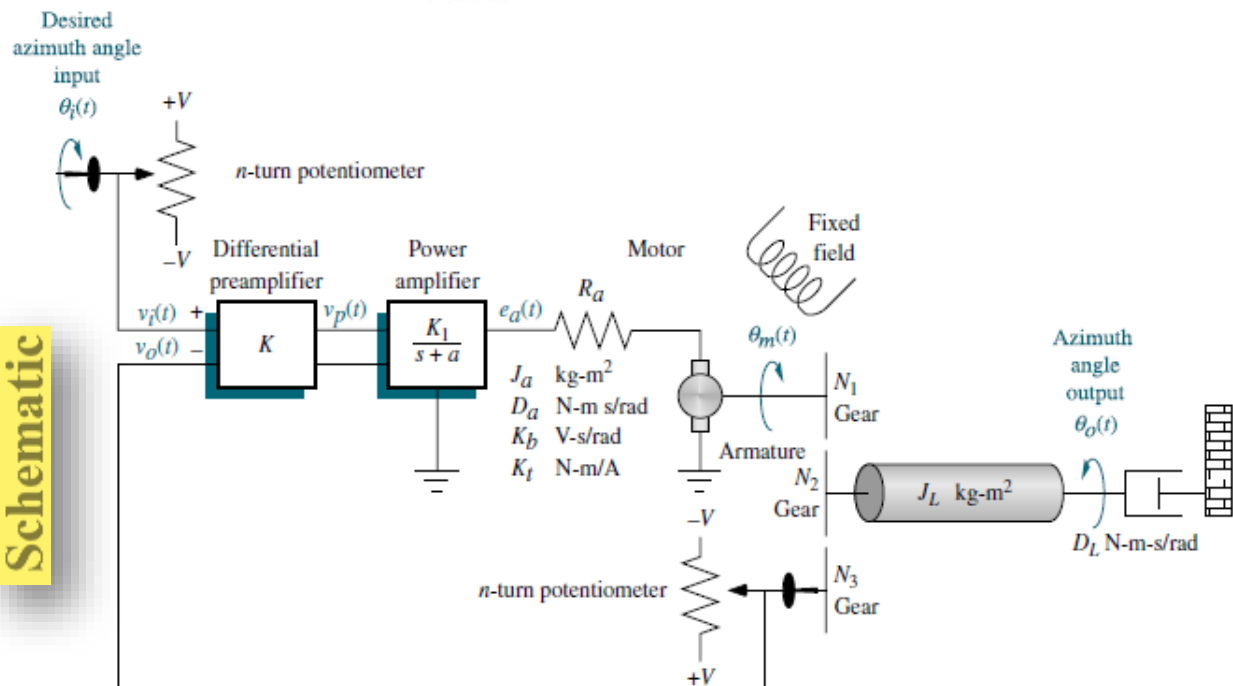 Desired
azimuth angle
input
θi(t)
+V
n-turn potentiometer
–V
Differential
preamplifier
Power
amplifier
Motor
Fixed
field
vi(t) +
vo(t) –
K
vp(t)
K1
s + a
ea(t)
Ra
Ja kg-m²
Da N-m s/rad
Kb V-s/rad
Kt N-m/A
θm(t)
N1
Gear
Armature
N2
Gear
JL kg-m²
Azimuth
angle
output
θo(t)
DL N-m-s/rad
–V
n-turn potentiometer
+V
N3
Gear
Schematic